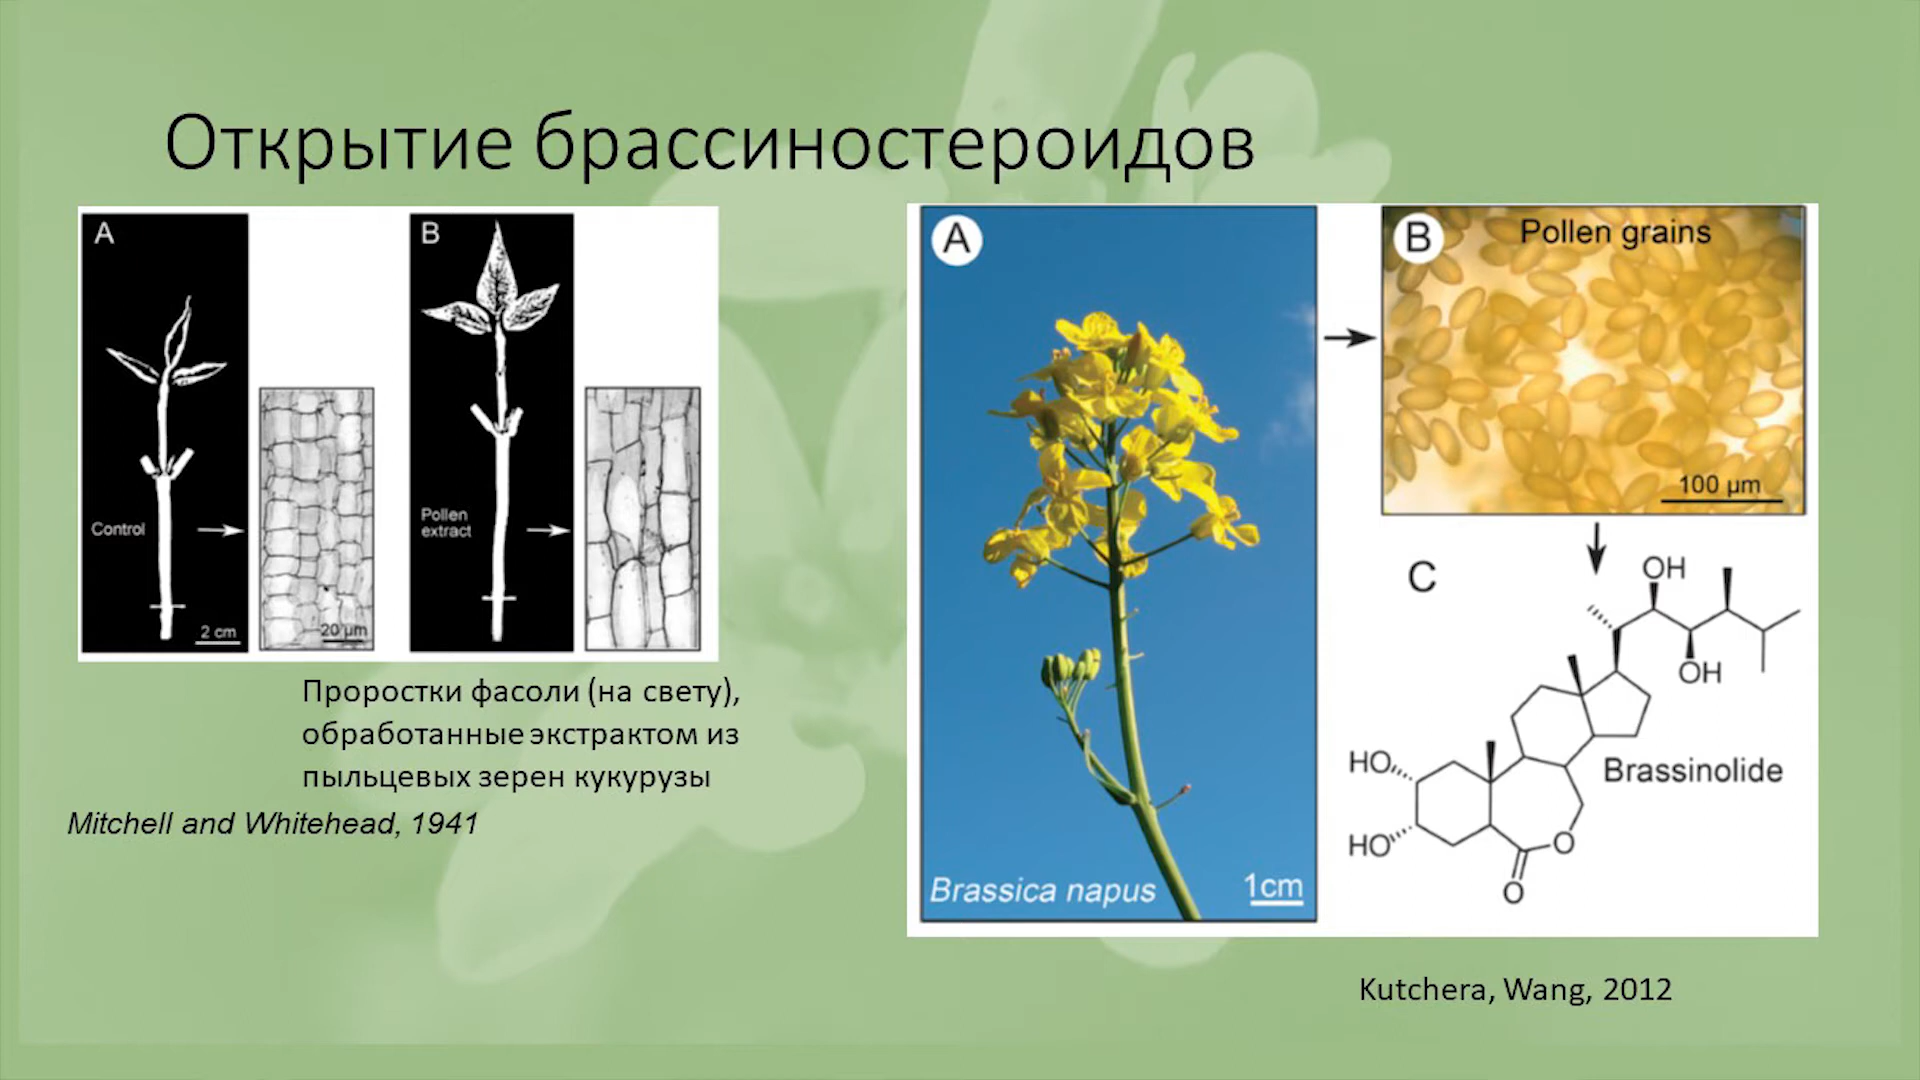 Открытие брассиностероидов
A
B
Control
Pollen
extract
2 cm
20 µm
Проростки фасоли (на свету),
обработанные экстрактом из
пыльцевых зерен кукурузы
Mitchell and Whitehead, 1941
A
Brassica napus
1cm
B
Pollen grains
100 µm
C
OH
OH
HO
HO
O
O
Brassinolide
Kutchera, Wang, 2012